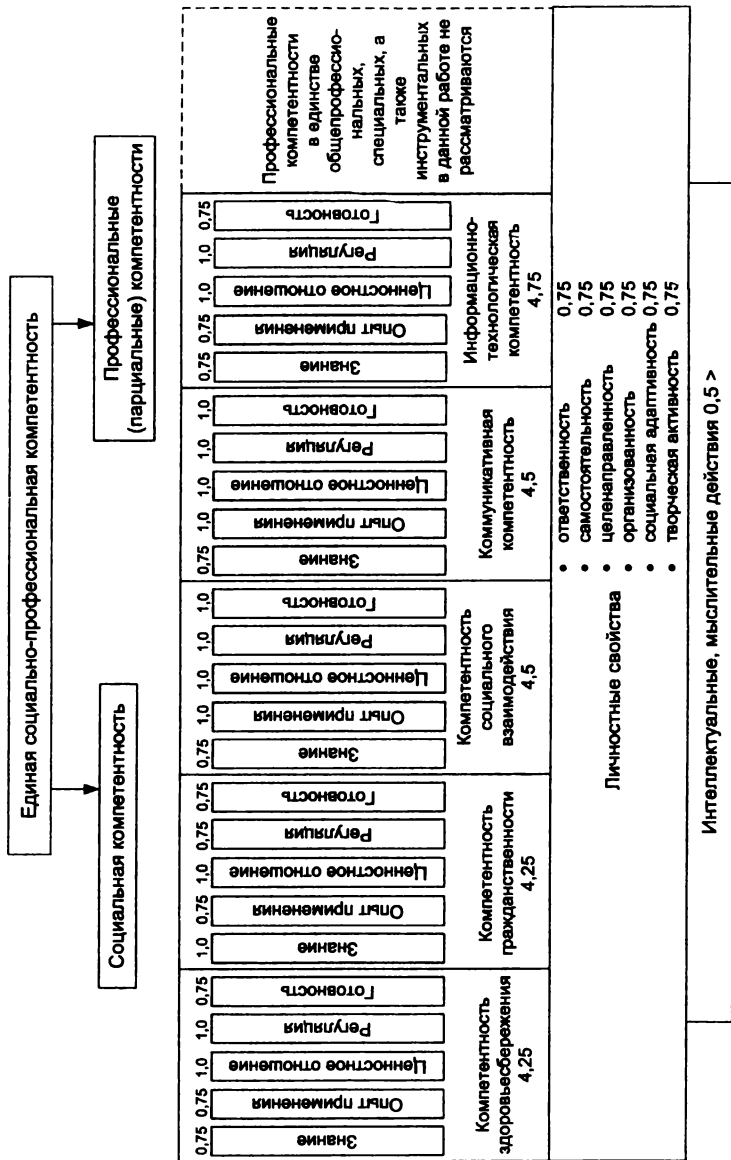 Единая социально-профессиональная компетентность
Социальная компетентность
Профессиональные
(парциальные) компетентности
0,75 0,75 1,0 1,0 0,75
Знание
Опыт применения
Ценностное отношение
Регуляция
Готовность
Компетентность
здоровьесбережения
4,25
1,0 0,75 1,0 0,75 0,75
Знание
Опыт применения
Ценностное отношение
Регуляция
Готовность
Компетентность
гражданственности
4,25
0,75 1,0 1,0 1,0 1,0
Знание
Опыт применения
Ценностное отношение
Регуляция
Готовность
Компетентность
социального
взаимодействия
4,5
0,75 1,0 1,0 1,0 1,0
Знание
Опыт применения
Ценностное отношение
Регуляция
Готовность
Коммуникативная
компетентность
4,5
0,75 0,75 1,0 1,0 0,75
Знание
Опыт применения
Ценностное отношение
Регуляция
Готовность
Информационно-
технологическая
компетентность
4,75
Профессиональные
компетентности
в единстве
общепрофессио-
нальных,
специальных, а
также
инструментальных
в данной работе не
рассматриваются
Личностные свойства
• ответственность 0,75
• самостоятельность 0,75
• целенаправленность 0,75
• организованность 0,75
• социальная адаптивность 0,75
• творческая активность 0,75
Интеллектуальные, мыслительные действия 0,5 >